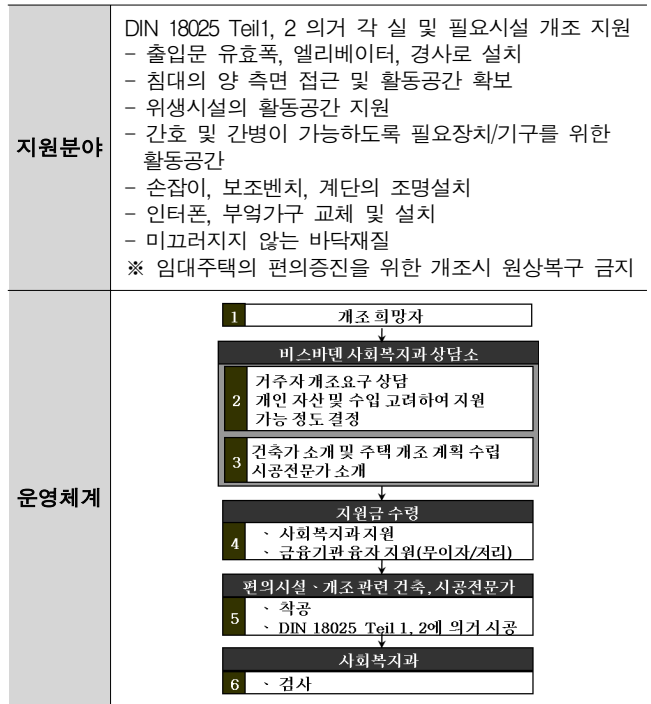 지원분야
DIN 18025 Teil1, 2 의거 각 실 및 필요시설 개조 지원
- 출입문 유효폭, 엘리베이터, 경사로 설치
- 침대의 양 측면 접근 및 활동공간 확보
- 위생시설의 활동공간 지원
- 간호 및 간병이 가능하도록 필요장치/기구를 위한
활동공간
- 손잡이, 보조벤치, 계단의 조명설치
- 인터폰, 부엌가구 교체 및 설치
- 미끄러지지 않는 바닥재질
※ 임대주택의 편의증진을 위한 개조시 원상복구 금지
운영체계
1 개조 희망자
비스바덴 사회복지과 상담소
2
거주자 개조요구 상담
개인 자산 및 수입 고려하여 지원
가능 정도 결정
3
건축가 소개 및 주택 개조 계획 수립
시공전문가 소개
지원금 수령
4
、 사회복지과 지원
、 금융기관 융자 지원(무이자/저리)
편의시설、개조 관련 건축, 시공전문가
5
、 착공
、 DIN 18025 Teil 1, 2에 의거 시공
사회복지과
6 、 검사